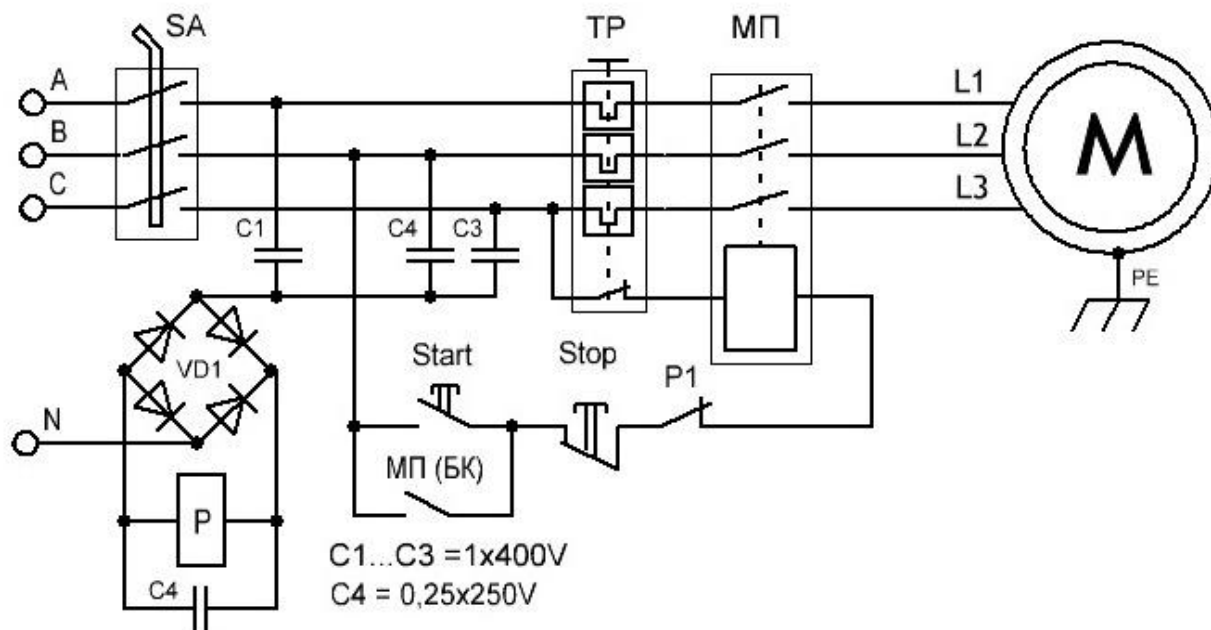 SA
ТР
МП
A
L1
B
L2
M
C
L3
C1
C4
C3
PE
VD1
Start
Stop
P1
N
МП (БК)
P
C1...C3 =1x400V
C4
C4 = 0,25x250V